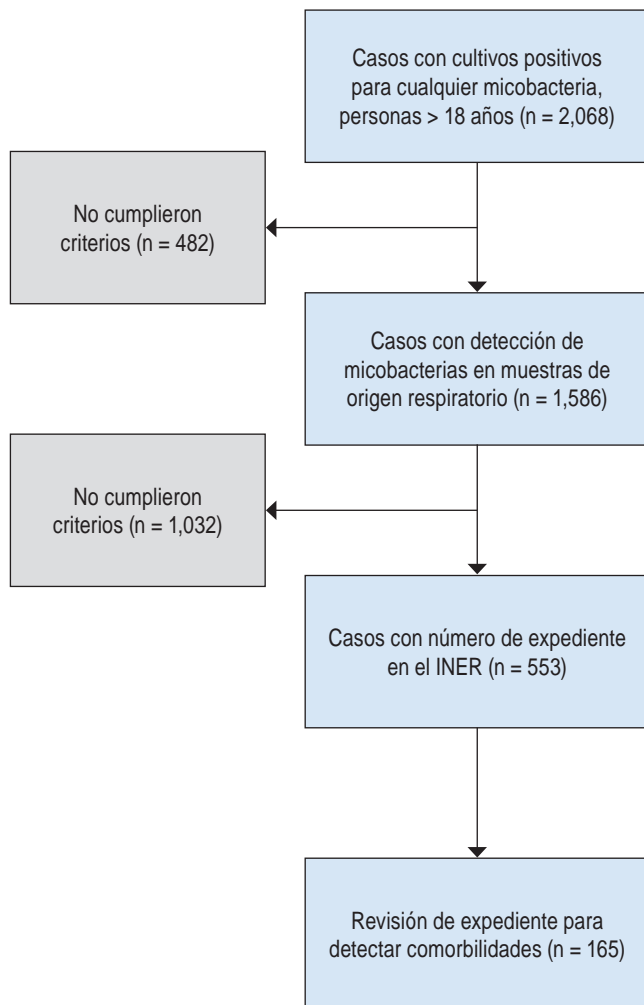 Casos con cultivos positivos
para cualquier micobacteria,
personas > 18 años (n = 2,068)
No cumplieron
criterios (n = 482)
Casos con detección de
micobacterias en muestras de
origen respiratorio (n = 1,586)
No cumplieron
criterios (n = 1,032)
Casos con número de expediente
en el INER (n = 553)
Revisión de expediente para
detectar comorbilidades (n = 165)